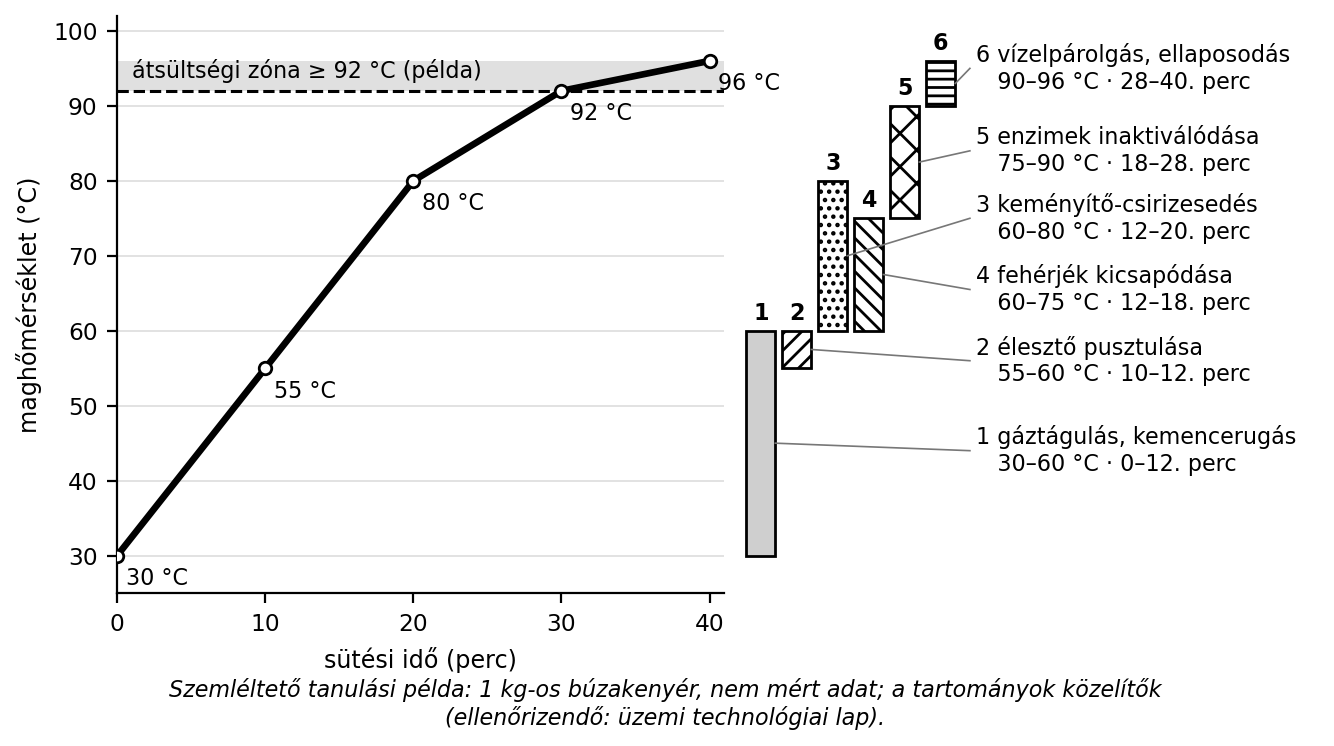 100
90
80
70
60
50
40
30
maghőmérséklet (°C)
átsültségi zóna ≥ 92 °C (példa)
30 °C
55 °C
80 °C
92 °C
96 °C
0
10
20
30
40
sütési idő (perc)
1
2
3
4
5
6
6 vízelpárolgás, ellaposodás
90–96 °C · 28–40. perc
5 enzimek inaktiválódása
75–90 °C · 18–28. perc
3 keményítő-csirizesedés
60–80 °C · 12–20. perc
4 fehérjék kicsapódása
60–75 °C · 12–18. perc
2 élesztő pusztulása
55–60 °C · 10–12. perc
1 gáztágulás, kemencerugás
30–60 °C · 0–12. perc
Szemléltető tanulási példa: 1 kg-os búzakenyér, nem mért adat; a tartományok közelítők
(ellenőrizendő: üzemi technológiai lap).